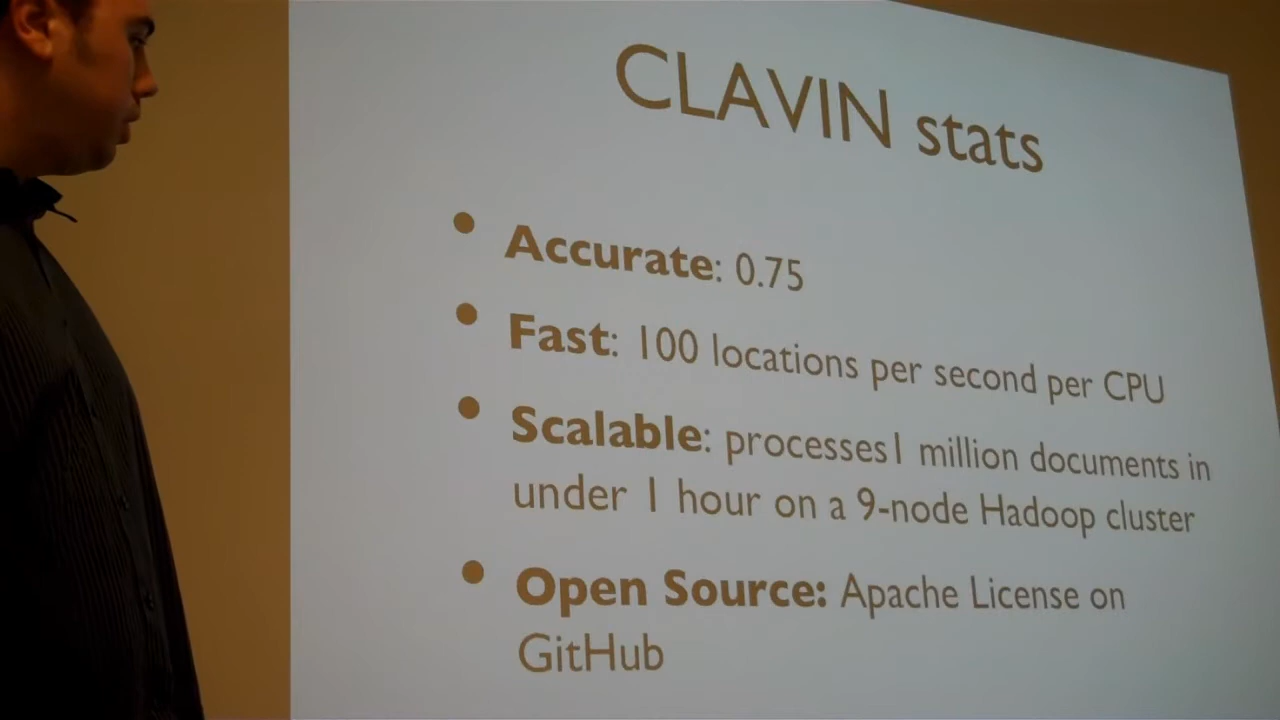 CLAVIN stats
• Accurate: 0.75
• Fast: 100 locations per second per CPU
• Scalable: processes1 million documents in
under 1 hour on a 9-node Hadoop cluster
• Open Source: Apache License on
GitHub